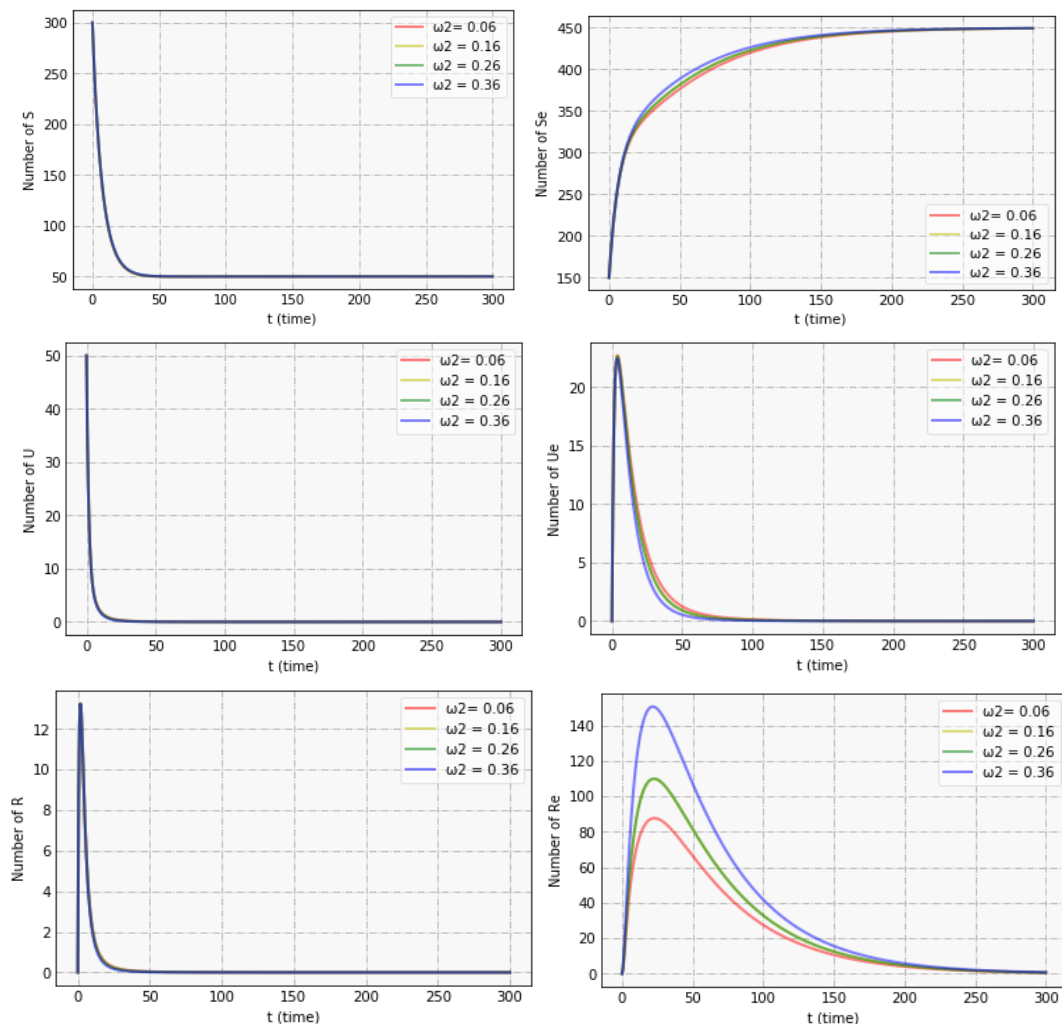 Number of S
300
250
200
150
100
50
0 50 100 150 200 250 300
t (time)
ω2= 0.06
ω2 = 0.16
ω2 = 0.26
ω2 = 0.36
Number of Se
450
400
350
300
250
200
150
0 50 100 150 200 250 300
t (time)
ω2= 0.06
ω2 = 0.16
ω2 = 0.26
ω2 = 0.36
Number of U
50
40
30
20
10
0
0 50 100 150 200 250 300
t (time)
ω2= 0.06
ω2 = 0.16
ω2 = 0.26
ω2 = 0.36
Number of Ue
20
15
10
5
0
0 50 100 150 200 250 300
t (time)
ω2= 0.06
ω2 = 0.16
ω2 = 0.26
ω2 = 0.36
Number of R
12
10
8
6
4
2
0
0 50 100 150 200 250 300
t (time)
ω2= 0.06
ω2 = 0.16
ω2 = 0.26
ω2 = 0.36
Number of Re
140
120
100
80
60
40
20
0
0 50 100 150 200 250 300
t (time)
ω2= 0.06
ω2 = 0.16
ω2 = 0.26
ω2 = 0.36